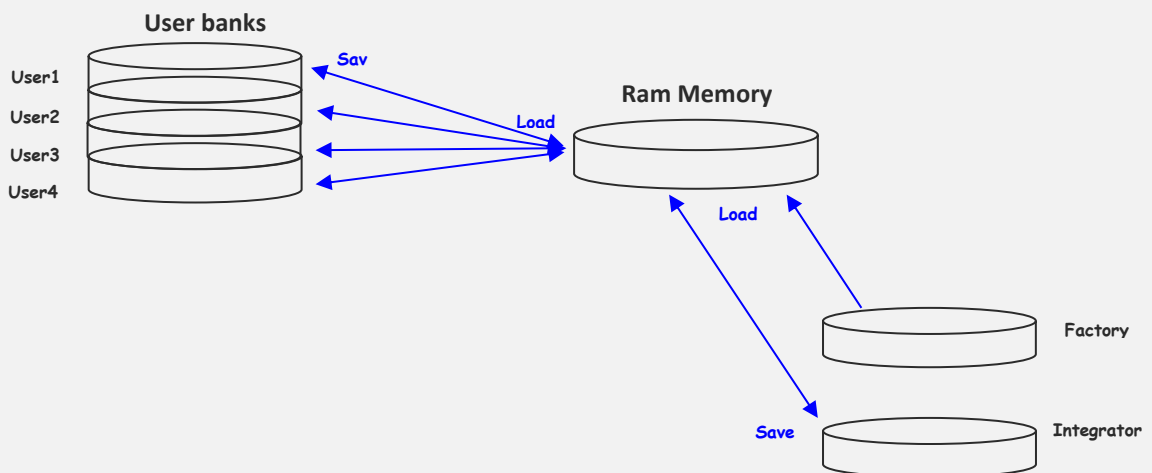 User banks
Sav
User1
Ram Memory
User2
Load
User3
User4
Load
Factory
Save
Integrator